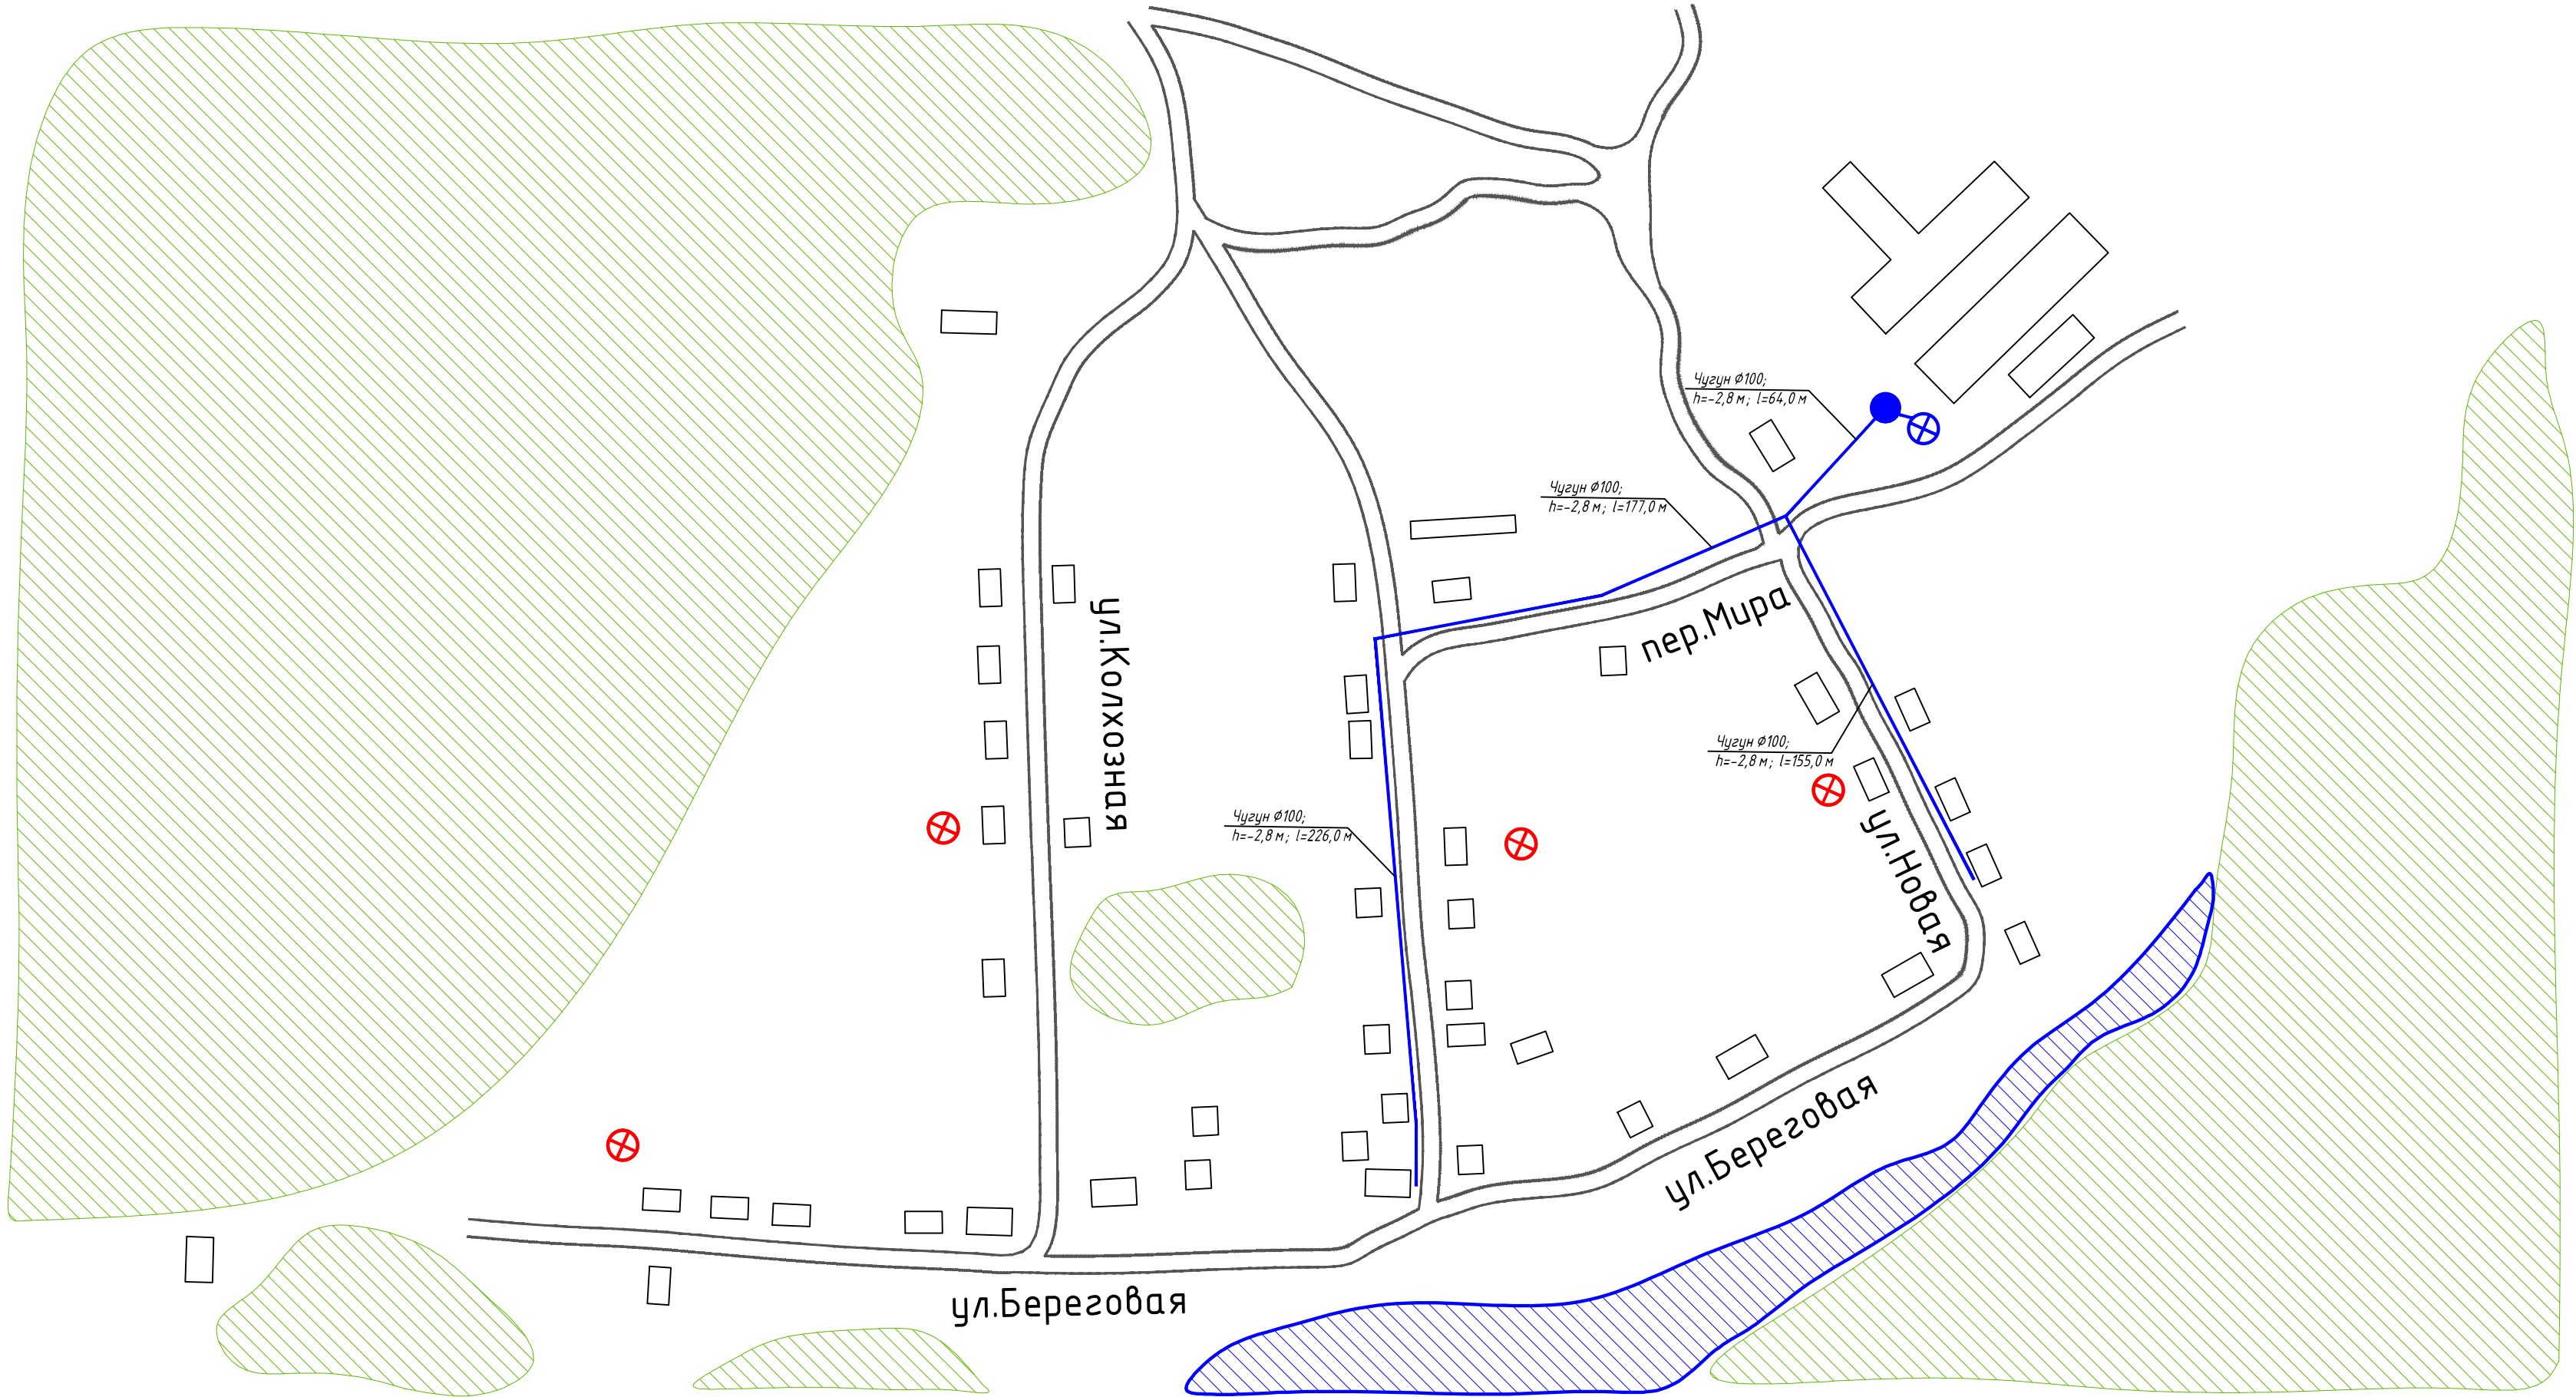 Чугун Ø100;
h=-2,8 м; l=64,0 м
Чугун Ø100;
h=-2,8 м; l=177,0 м
ул.Колхозная
пер.Мира
Чугун Ø100;
h=-2,8 м; l=155,0 м
Чугун Ø100;
h=-2,8 м; l=226,0 м
ул.Новая
ул.Береговая
ул.Береговая